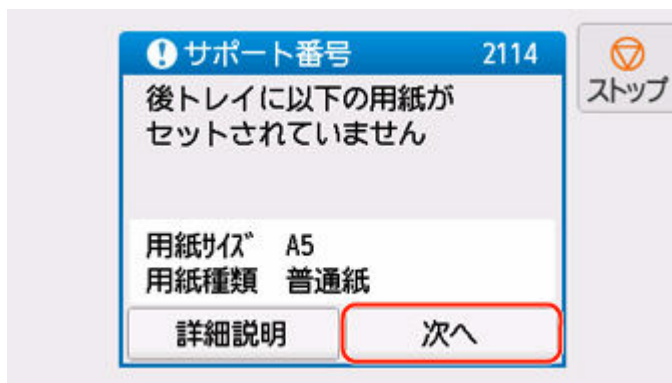 サポート番号 2114
ストップ
後トレイに以下の用紙が
セットされていません
用紙サイズ A5
用紙種類 普通紙
詳細説明 次へ